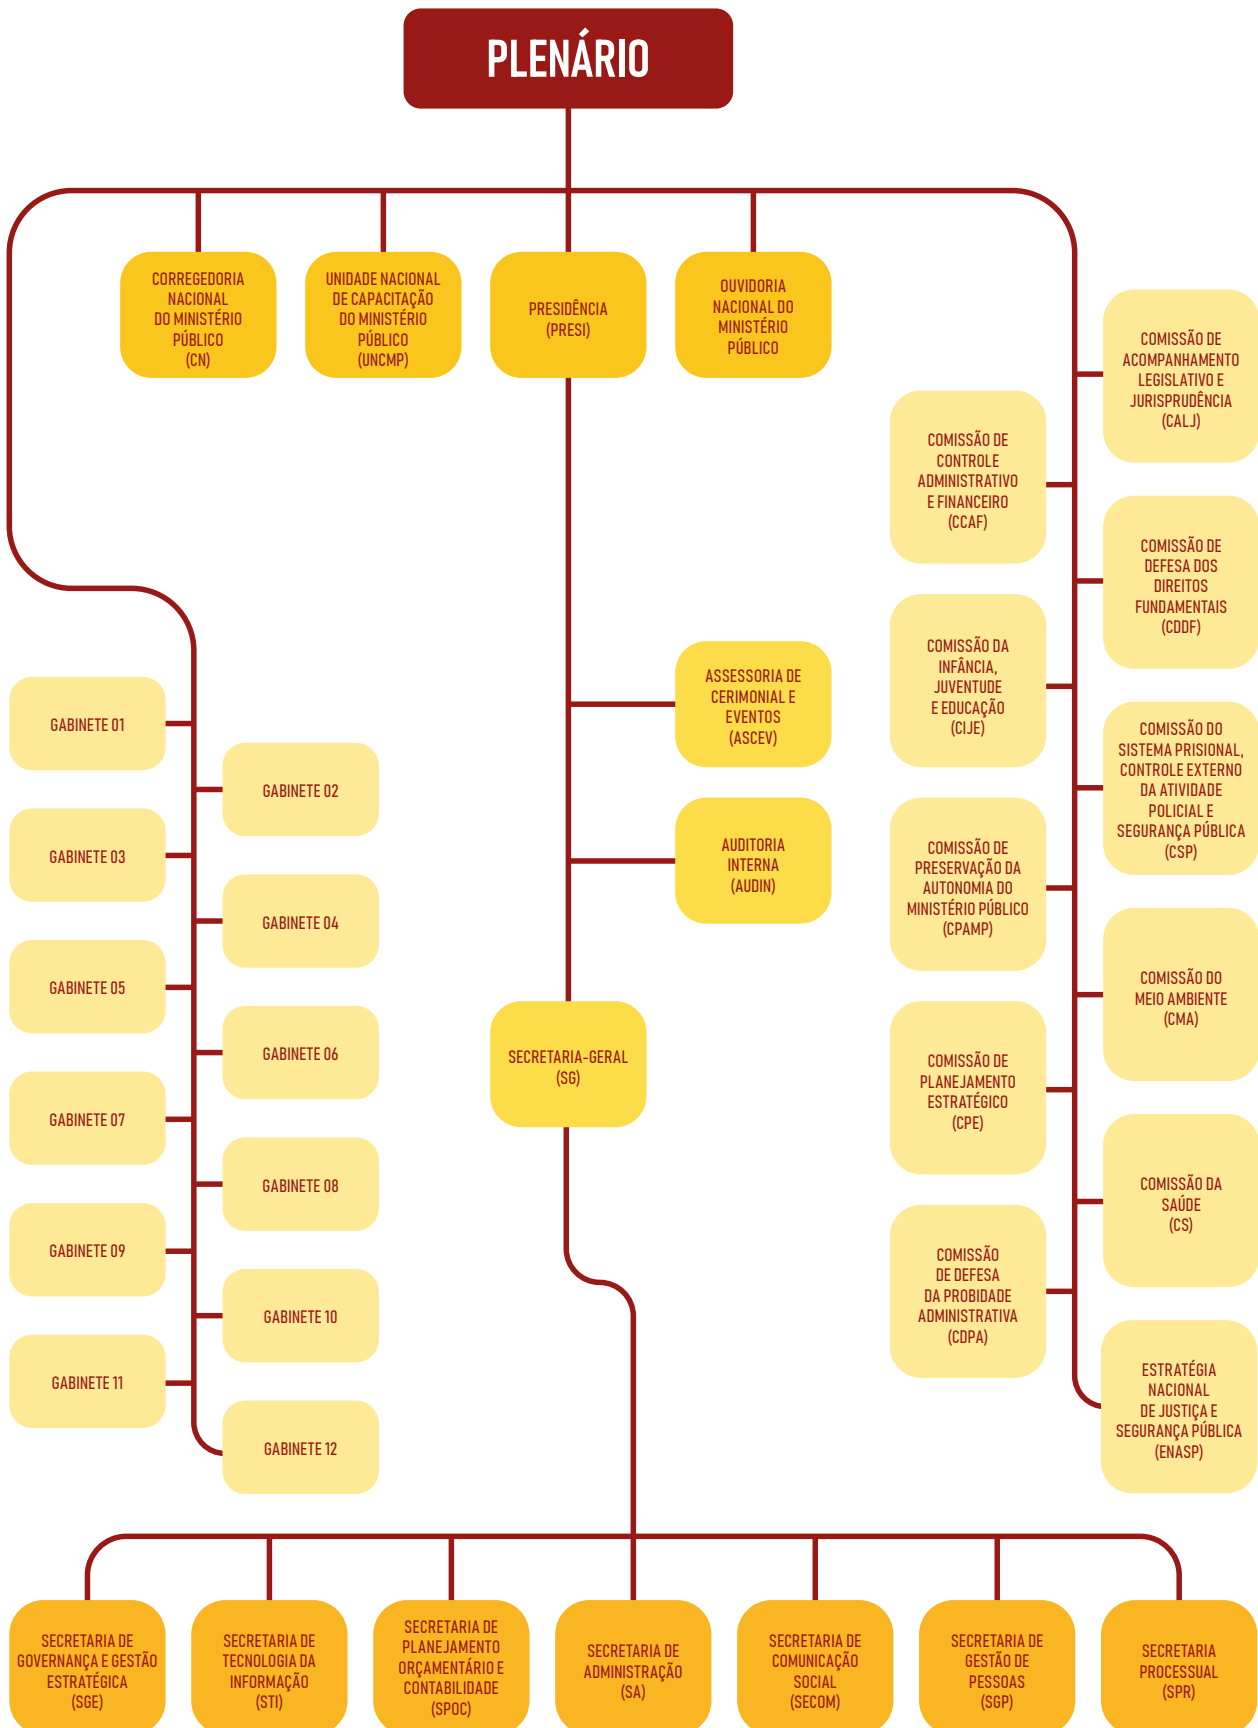 PLENÁRIO
CORREGEDORIA
NACIONAL
DO MINISTÉRIO
PÚBLICO
(CN)
UNIDADE NACIONAL
DE CAPACITAÇÃO
DO MINISTÉRIO
PÚBLICO
(UNCMP)
PRESIDÊNCIA
(PRESI)
OUVIDORIA
NACIONAL DO
MINISTÉRIO
PÚBLICO
COMISSÃO DE
ACOMPANHAMENTO
LEGISLATIVO E
JURISPRUDÊNCIA
(CALJ)
COMISSÃO DE
CONTROLE
ADMINISTRATIVO
E FINANCEIRO
(CCAF)
COMISSÃO DE
DEFESA DOS
DIREITOS
FUNDAMENTAIS
(CDDF)
COMISSÃO DA
INFÂNCIA,
JUVENTUDE
E EDUCAÇÃO
(CIJE)
COMISSÃO DO
SISTEMA PRISIONAL,
CONTROLE EXTERNO
DA ATIVIDADE
POLICIAL E
SEGURANÇA PÚBLICA
(CSP)
COMISSÃO DE
PRESERVAÇÃO DA
AUTONOMIA DO
MINISTÉRIO PÚBLICO
(CPAMP)
COMISSÃO DO
MEIO AMBIENTE
(CMA)
COMISSÃO DE
PLANEJAMENTO
ESTRATÉGICO
(CPE)
COMISSÃO DA
SAÚDE
(CS)
COMISSÃO
DE DEFESA
DA PROBIDADE
ADMINISTRATIVA
(CDPA)
ESTRATÉGIA
NACIONAL
DE JUSTIÇA E
SEGURANÇA PÚBLICA
(ENASP)
ASSESSORIA DE
CERIMONIAL E
EVENTOS
(ASCEV)
AUDITORIA
INTERNA
(AUDIN)
SECRETARIA-GERAL
(SG)
GABINETE 01
GABINETE 02
GABINETE 03
GABINETE 04
GABINETE 05
GABINETE 06
GABINETE 07
GABINETE 08
GABINETE 09
GABINETE 10
GABINETE 11
GABINETE 12
SECRETARIA DE
GOVERNANÇA E GESTÃO
ESTRATÉGICA
(SGE)
SECRETARIA DE
TECNOLOGIA DA
INFORMAÇÃO
(STI)
SECRETARIA DE
PLANEJAMENTO
ORÇAMENTÁRIO E
CONTABILIDADE
(SPOC)
SECRETARIA DE
ADMINISTRAÇÃO
(SA)
SECRETARIA DE
COMUNICAÇÃO
SOCIAL
(SECOM)
SECRETARIA DE
GESTÃO DE
PESSOAS
(SGP)
SECRETARIA
PROCESSUAL
(SPR)